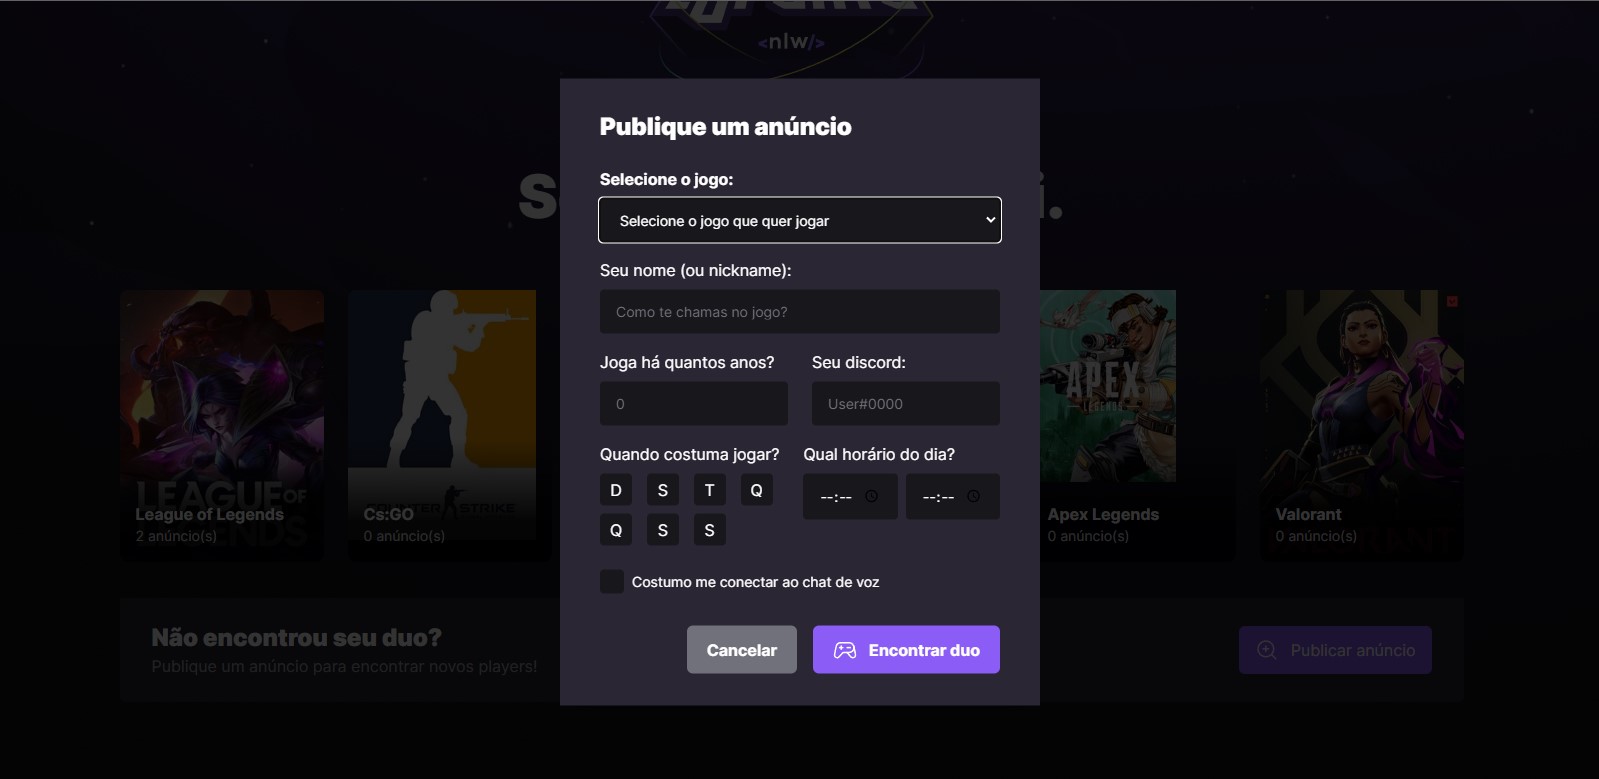 <nlw/>
Publique um anúncio
Selecione o jogo:
Selecione o jogo que quer jogar
Seu nome (ou nickname):
Como te chamas no jogo?
Joga há quantos anos?
Seu discord:
0
User#0000
Quando costuma jogar?
Qual horário do dia?
D S T Q
Q S S
--:--
--:--
Costumo me conectar ao chat de voz
Cancelar
Encontrar duo
LEAGUE OF
LEGENDS
League of Legends
2 anúncio(s)
Cs:GO
0 anúncio(s)
APEX
LEGENDS
Apex Legends
0 anúncio(s)
Valorant
0 anúncio(s)
Não encontrou seu duo?
Publique um anúncio para encontrar novos players!
Publicar anúncio